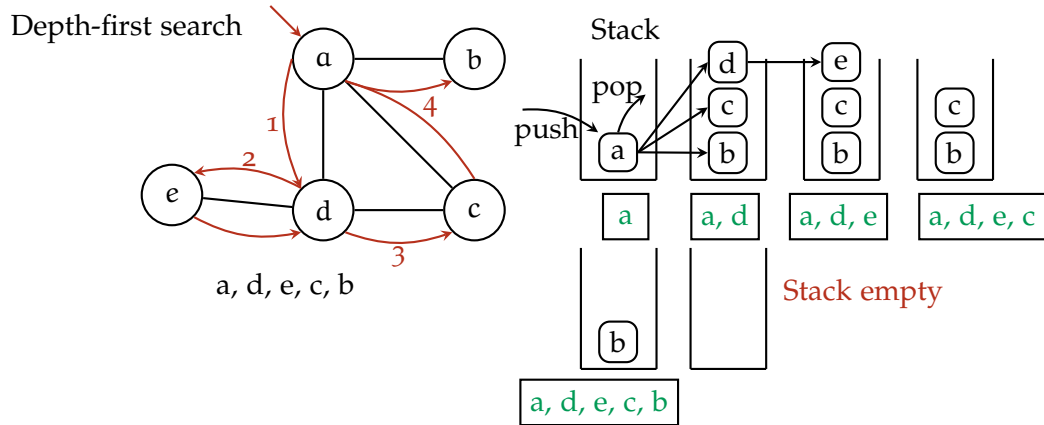 Depth-first search
a
b
1
4
2
e
d
c
3
a, d, e, c, b
Stack
push
pop
a
d
c
b
e
c
b
c
b
a
a, d
a, d, e
a, d, e, c
Stack empty
b
a, d, e, c, b